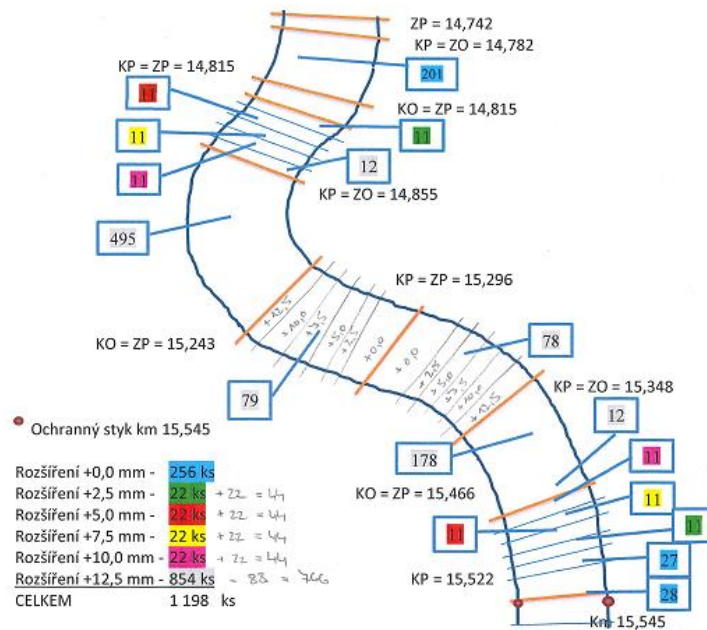 ZP = 14,742
KP = ZO = 14,782
KP = ZP = 14,815
201
11
KO = ZP = 14,815
11
11
12
11
KP = ZO = 14,855
495
KP = ZP = 15,296
+12,5
+10,0
+7,5
+5,0
+2,5
+0,0
+0,0
+2,5
+5,0
+7,5
+10,0
+12,5
78
KO = ZP = 15,243
79
KP = ZO = 15,348
12
Ochranný styk km 15,545
178
11
KO = ZP = 15,466
11
11
11
27
KP = 15,522
28
Km 15,545
Rozšíření +0,0 mm - 256 ks
Rozšíření +2,5 mm - 22 ks + 22 = 44
Rozšíření +5,0 mm - 22 ks + 22 = 44
Rozšíření +7,5 mm - 22 ks + 22 = 44
Rozšíření +10,0 mm - 22 ks + 22 = 44
Rozšíření +12,5 mm - 854 ks - 88 = 766
CELKEM 1 198 ks